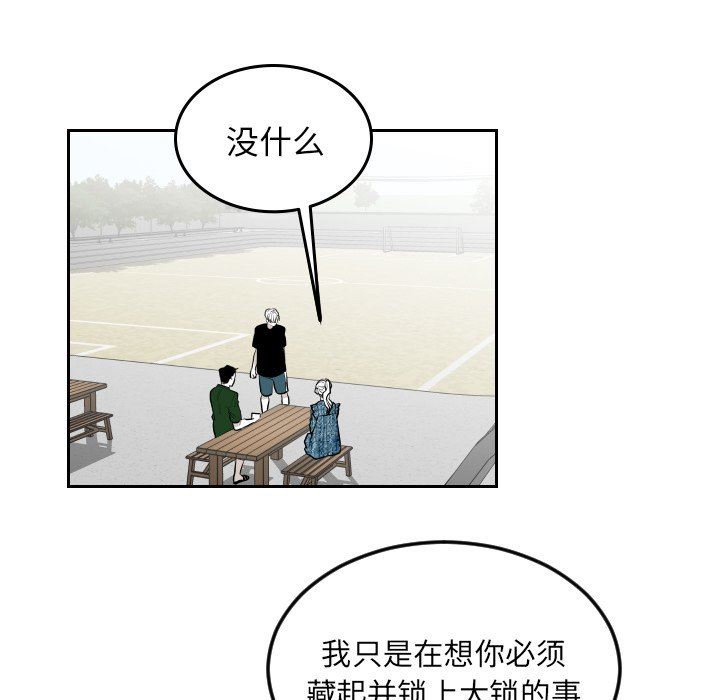 没什么
我只是在想你必须
藏起并锁上大锁的事